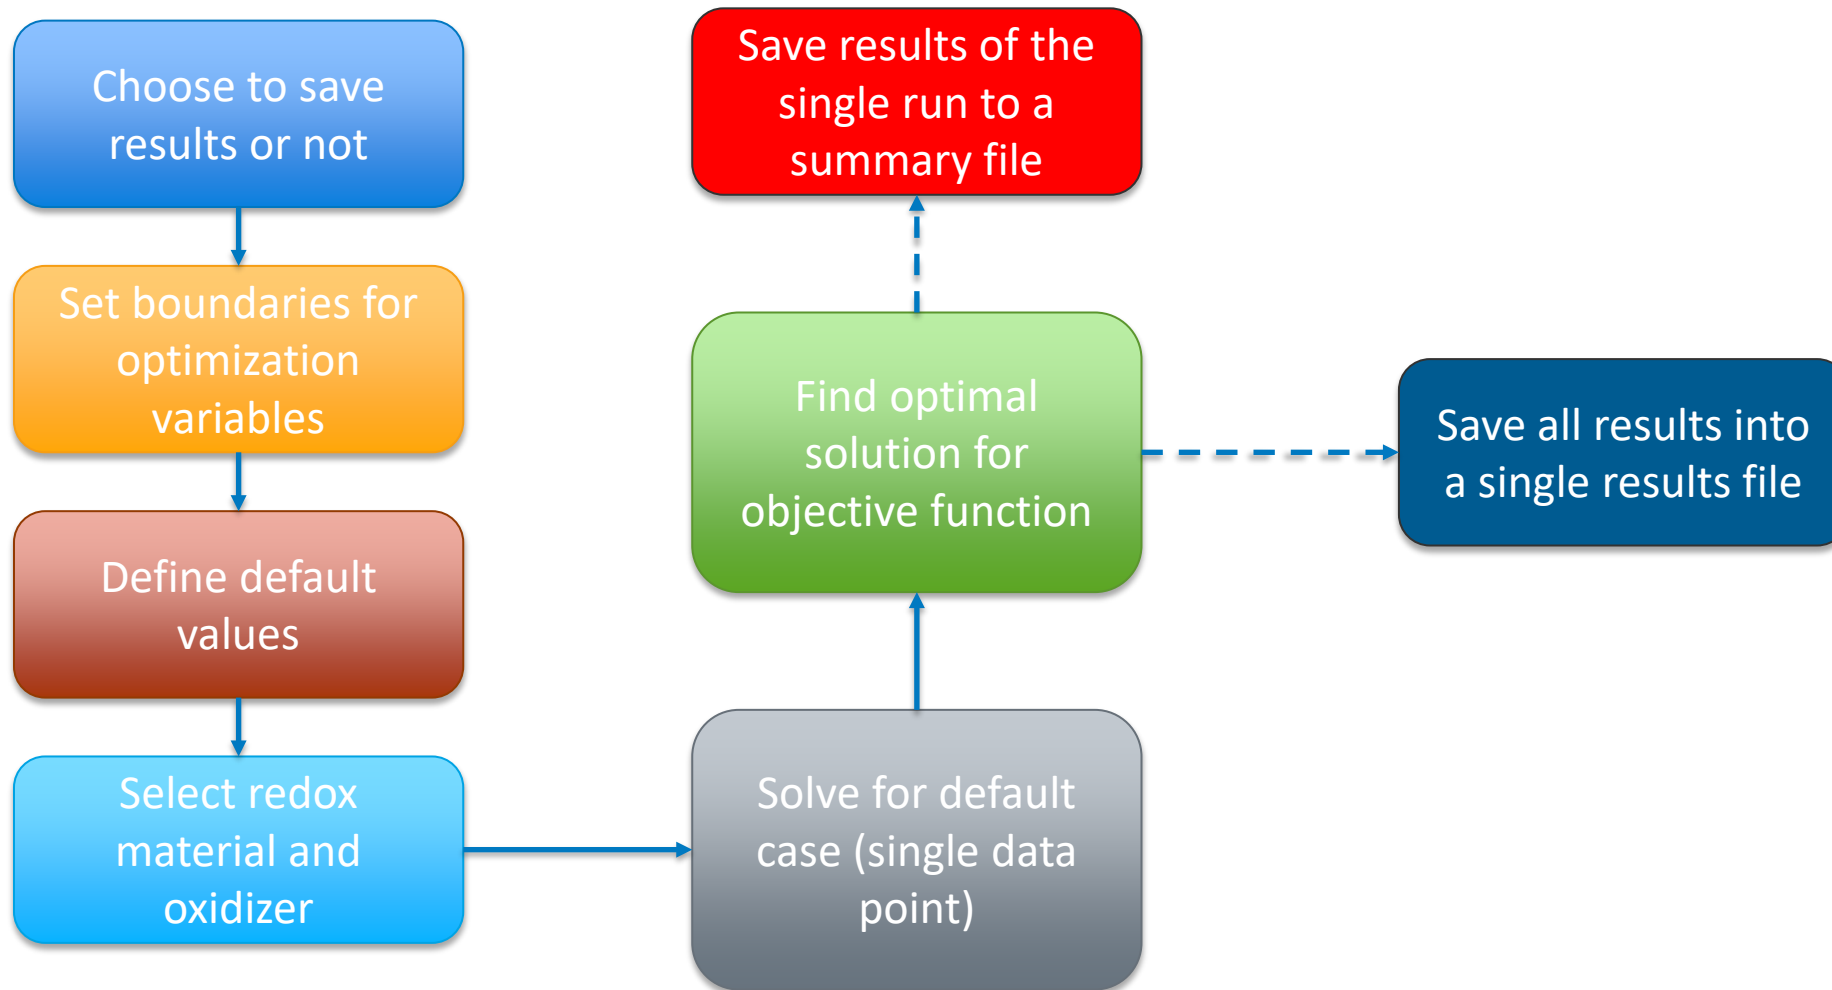 Choose to save
results or not
Set boundaries for
optimization
variables
Define default
values
Select redox
material and
oxidizer
Solve for default
case (single data
point)
Find optimal
solution for
objective function
Save results of the
single run to a
summary file
Save all results into
a single results file